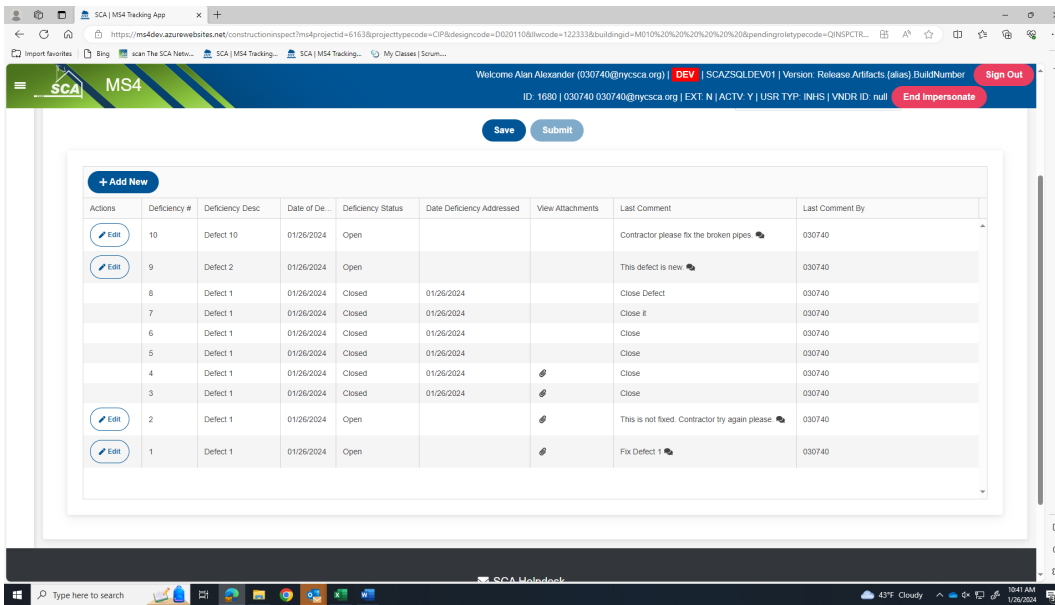 SCA | MS4 Tracking App
https://ms4dev.azurewebsites.net/constructioninspect?ms4projectid=6163&projecttypecode=CIP&designcode=D020110&llwcode=122333&buildingid=M010%20%20%20%20%20%20&pendingroletypecode=QINSPCTR...
Import favorites Bing scan The SCA Netw... SCA | MS4 Tracking... SCA | MS4 Tracking... My Classes | Scrum....
SCA MS4
Welcome Alan Alexander (030740@nycsca.org) | DEV | SCAZSQLDEV01 | Version: Release.Artifacts.{alias}.BuildNumber Sign Out
ID: 1680 | 030740 030740@nycsca.org | EXT: N | ACTV: Y | USR TYP: INHS | VNDR ID: null End Impersonate
Save Submit
+ Add New
Actions Deficiency # Deficiency Desc Date of De... Deficiency Status Date Deficiency Addressed View Attachments Last Comment Last Comment By
Edit 10 Defect 10 01/26/2024 Open Contractor please fix the broken pipes. 030740
Edit 9 Defect 2 01/26/2024 Open This defect is new. 030740
8 Defect 1 01/26/2024 Closed 01/26/2024 Close Defect 030740
7 Defect 1 01/26/2024 Closed 01/26/2024 Close it 030740
6 Defect 1 01/26/2024 Closed 01/26/2024 Close 030740
5 Defect 1 01/26/2024 Closed 01/26/2024 Close 030740
4 Defect 1 01/26/2024 Closed 01/26/2024 Close 030740
3 Defect 1 01/26/2024 Closed 01/26/2024 Close 030740
Edit 2 Defect 1 01/26/2024 Open This is not fixed. Contractor try again please. 030740
Edit 1 Defect 1 01/26/2024 Open Fix Defect 1 030740
SCA Helpdesk
Type here to search
43°F Cloudy
10:41 AM
1/26/2024